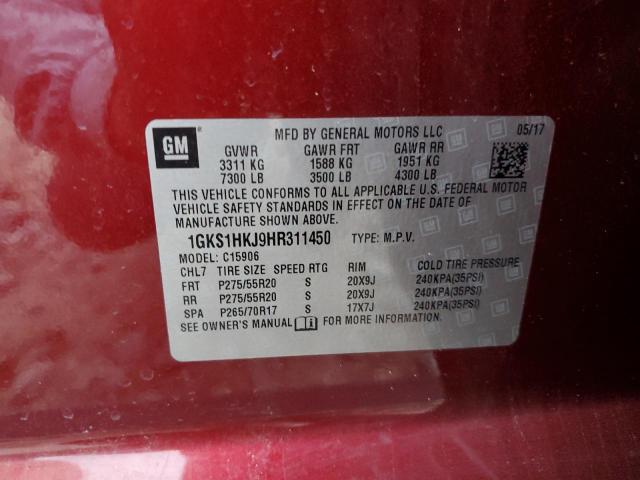 GM
MFD BY GENERAL MOTORS LLC 05/17
GVWR GAWR FRT GAWR RR
3311 KG 1588 KG 1951 KG
7300 LB 3500 LB 4300 LB
THIS VEHICLE CONFORMS TO ALL APPLICABLE U.S. FEDERAL MOTOR
VEHICLE SAFETY STANDARDS IN EFFECT ON THE DATE OF
MANUFACTURE SHOWN ABOVE.
1GKS1HKJ9HR311450 TYPE: M.P.V.
MODEL: C15906
CHL7 TIRE SIZE SPEED RTG RIM COLD TIRE PRESSURE
FRT P275/55R20 S 20X9J 240KPA(35PSI)
RR P275/55R20 S 20X9J 240KPA(35PSI)
SPA P265/70R17 S 17X7J 240KPA(35PSI)
SEE OWNER'S MANUAL FOR MORE INFORMATION.